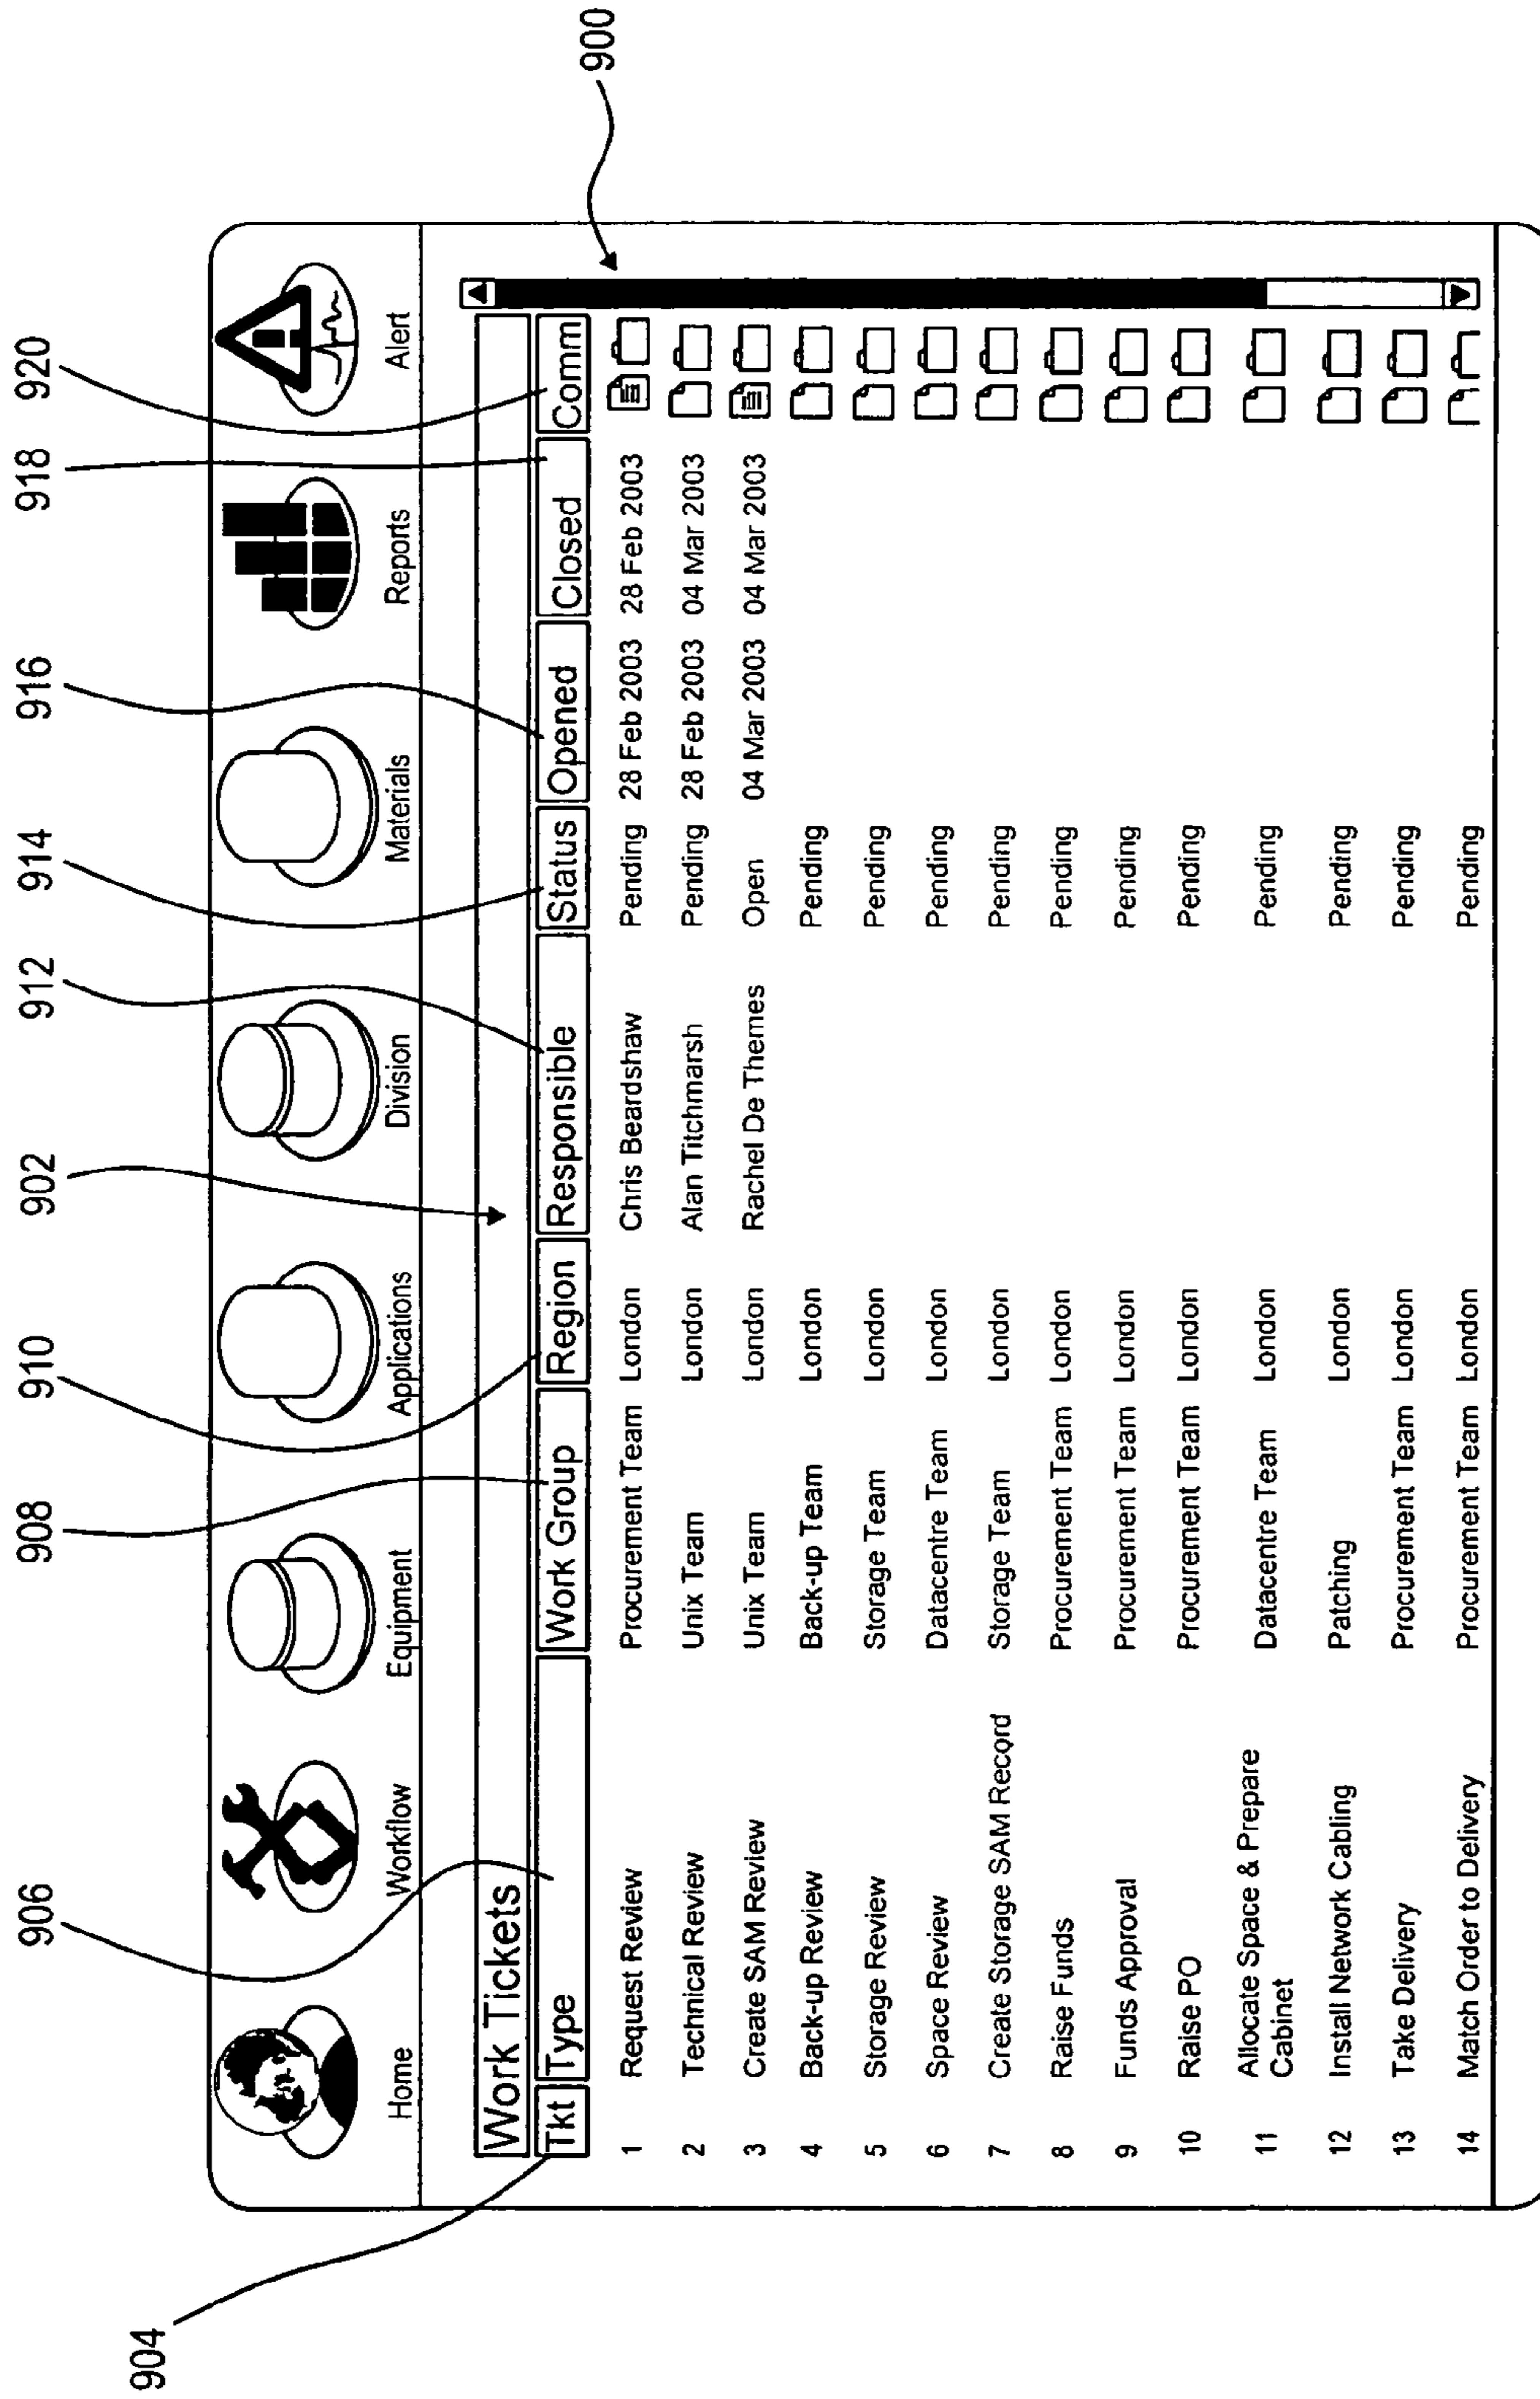 920
918
916
914
912
902
910
908
906
904
900
Home
Workflow
Equipment
Applications
Division
Materials
Reports
Alert
Work Tickets
Tkt Type Work Group Region Responsible Status Opened Closed Comm
1 Request Review Procurement Team London Chris Beardshaw Pending 28 Feb 2003 28 Feb 2003
2 Technical Review Unix Team London Alan Titchmarsh Pending 28 Feb 2003 04 Mar 2003
3 Create SAM Review Unix Team London Rachel De Themes Open 04 Mar 2003 04 Mar 2003
4 Back-up Review Back-up Team London Pending
5 Storage Review Storage Team London Pending
6 Space Review Datacentre Team London Pending
7 Create Storage SAM Record Storage Team London Pending
8 Raise Funds Procurement Team London Pending
9 Funds Approval Procurement Team London Pending
10 Raise PO Procurement Team London Pending
11 Allocate Space & Prepare Datacentre Team London Pending
Cabinet
12 Install Network Cabling Patching London Pending
13 Take Delivery Procurement Team London Pending
14 Match Order to Delivery Procurement Team London Pending